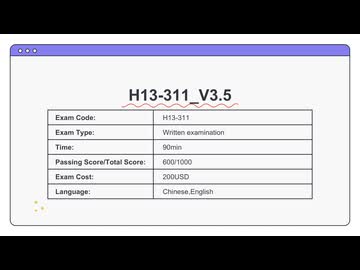 H13-311_V3.5
Exam Code: H13-311
Exam Type: Written examination
Time: 90min
Passing Score/Total Score: 600/1000
Exam Cost: 200USD
Language: Chinese,English